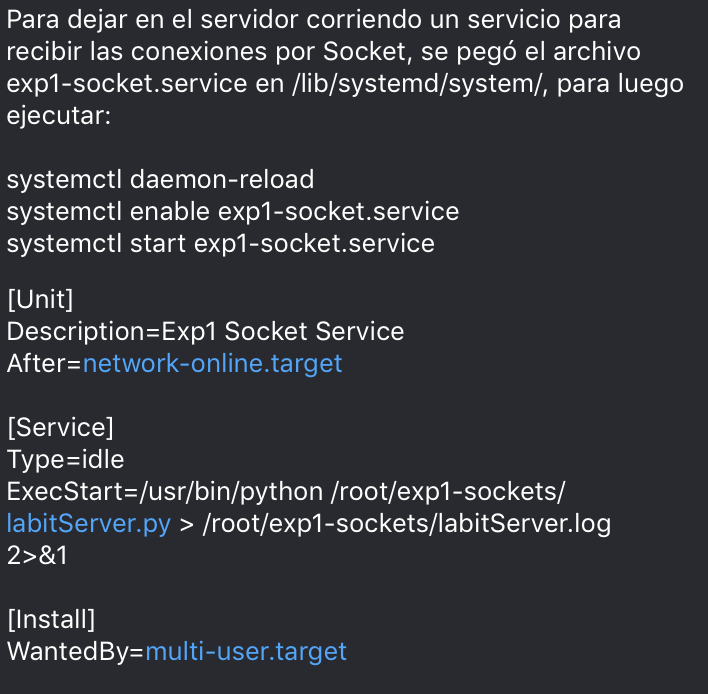 Para dejar en el servidor corriendo un servicio para
recibir las conexiones por Socket, se pegó el archivo
exp1-socket.service en /lib/systemd/system/, para luego
ejecutar:
systemctl daemon-reload
systemctl enable exp1-socket.service
systemctl start exp1-socket.service
[Unit]
Description=Exp1 Socket Service
After=network-online.target
[Service]
Type=idle
ExecStart=/usr/bin/python /root/exp1-sockets/
labitServer.py > /root/exp1-sockets/labitServer.log
2>&1
[Install]
WantedBy=multi-user.target